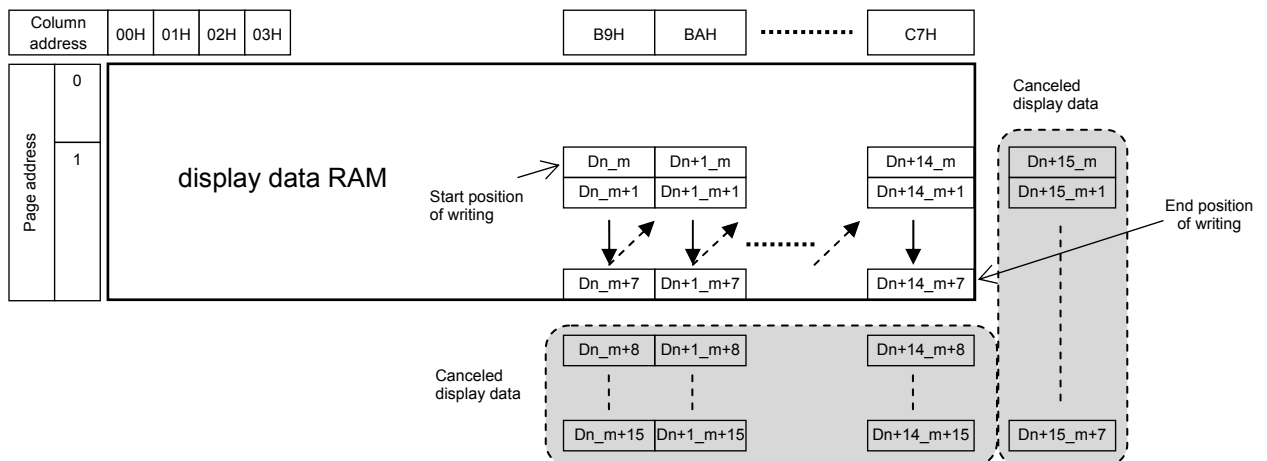 Column address 00H 01H 02H 03H B9H BAH C7H
Page address
0
1
display data RAM
Start position of writing
Dn_m Dn+1_m Dn+14_m
Dn_m+1 Dn+1_m+1 Dn+14_m+1
Dn_m+7 Dn+1_m+7 Dn+14_m+7
Canceled
display data
Dn+15_m
Dn+15_m+1
Dn+15_m+7
End position
of writing
Canceled
display data
Dn_m+8 Dn+1_m+8 Dn+14_m+8
Dn_m+15 Dn+1_m+15 Dn+14_m+15